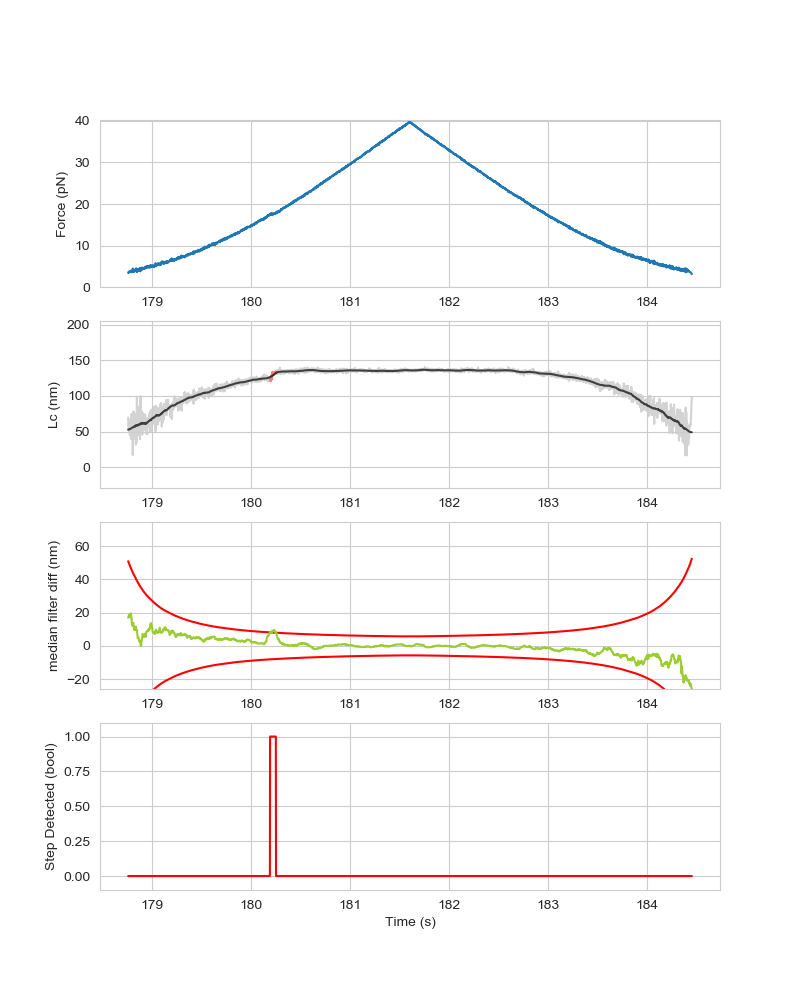 40
30
20
10
0
Force (pN)
179 180 181 182 183 184
200
150
100
50
0
Lc (nm)
179 180 181 182 183 184
60
40
20
0
−20
median filter diff (nm)
179 180 181 182 183 184
1.00
0.75
0.50
0.25
0.00
Step Detected (bool)
179 180 181 182 183 184
Time (s)